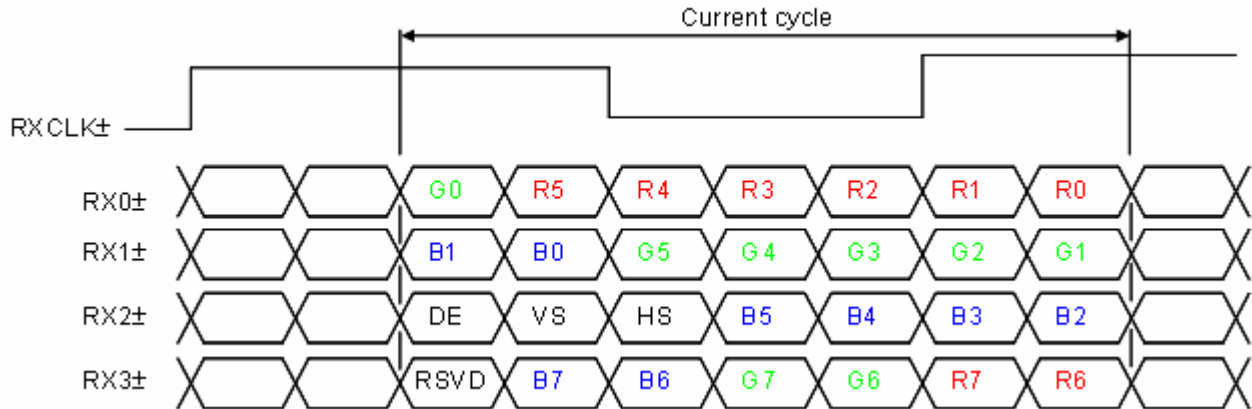 Current cycle
RXCLK±
RX0± G0 R5 R4 R3 R2 R1 R0
RX1± B1 B0 G5 G4 G3 G2 G1
RX2± DE VS HS B5 B4 B3 B2
RX3± RSVD B7 B6 G7 G6 R7 R6